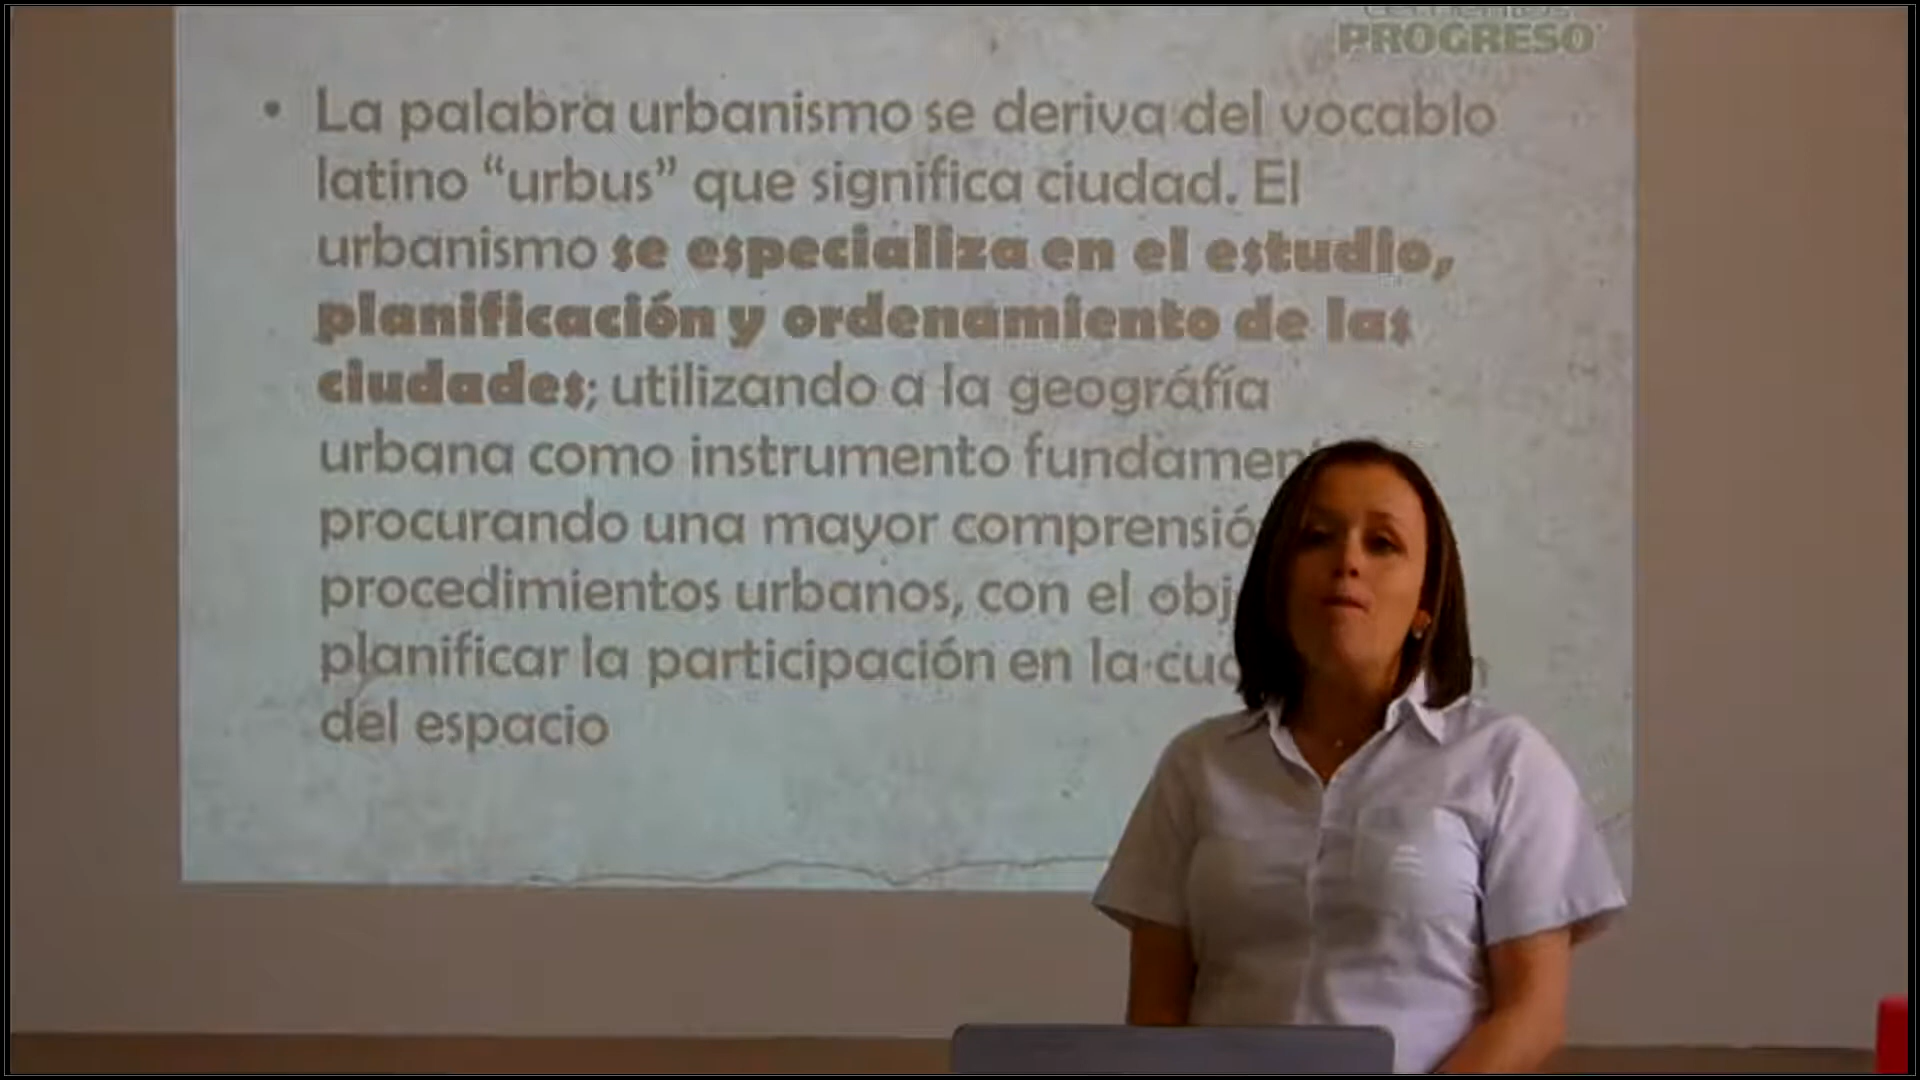 PROGRESO
• La palabra urbanismo se deriva del vocablo
latino “urbus” que significa ciudad. El
urbanismo se especializa en el estudio,
planificación y ordenamiento de las
ciudades; utilizando a la geográfía
urbana como instrumento
procurando una mayor
procedimientos urbanos, con el
planificar la participación en la
del espacio